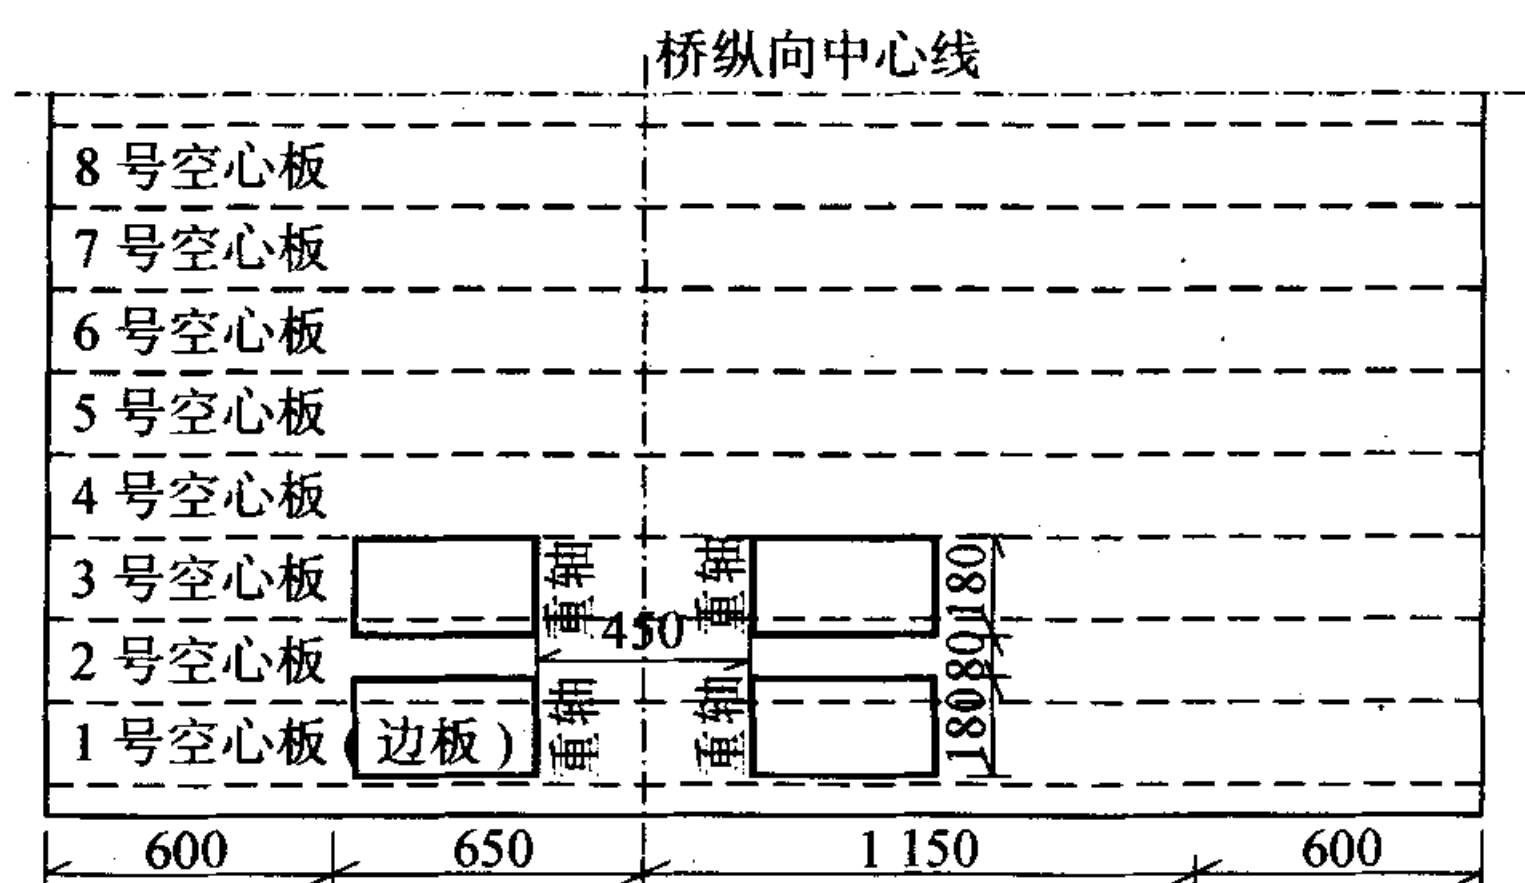 桥纵向中心线
8 号空心板
7 号空心板
6 号空心板
5 号空心板
4 号空心板
3 号空心板
重轴
重轴
180
2 号空心板
450
80
1 号空心板(边板)
重轴
重轴
180
600
650
1 150
600